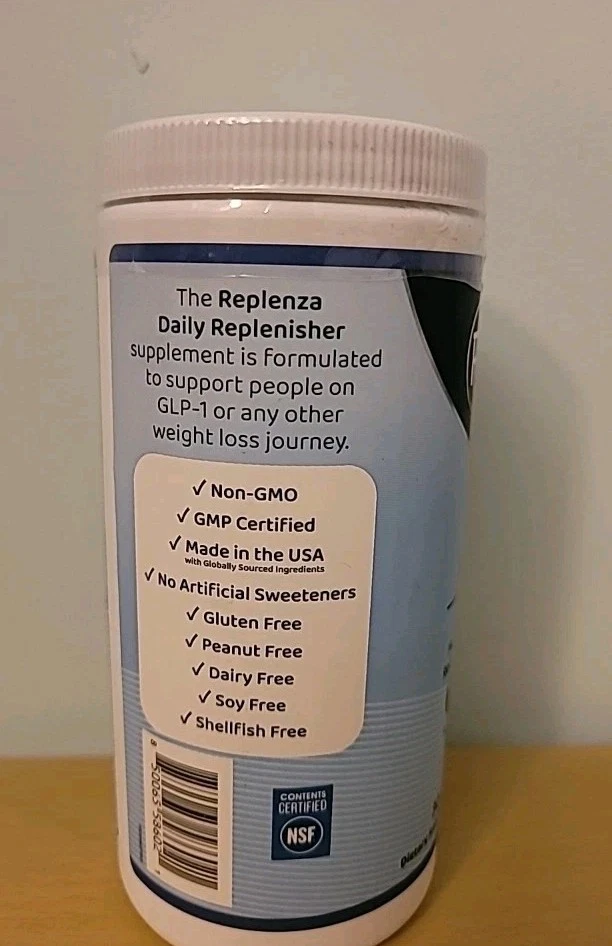 The Replenza
Daily Replenisher
supplement is formulated
to support people on
GLP-1 or any other
weight loss journey.
✓ Non-GMO
✓ GMP Certified
✓ Made in the USA
with Globally Sourced Ingredients
✓ No Artificial Sweeteners
✓ Gluten Free
✓ Peanut Free
✓ Dairy Free
✓ Soy Free
✓ Shellfish Free
CONTENTS
CERTIFIED
NSF